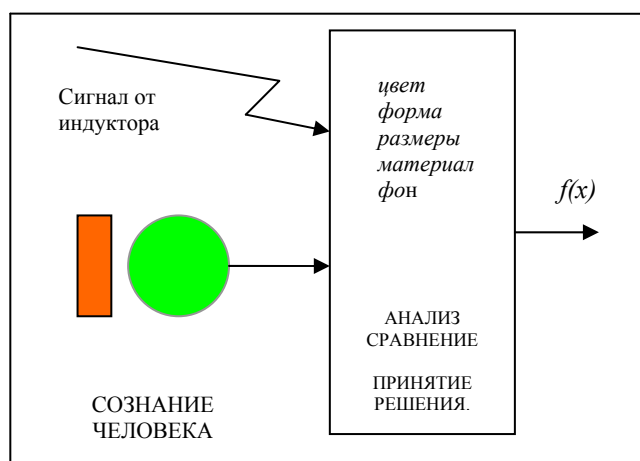 Сигнал от
индуктора
цвет
форма
размеры
материал
фон
f(x)
АНАЛИЗ
СРАВНЕНИЕ
ПРИНЯТИЕ
РЕШЕНИЯ.
СОЗНАНИЕ
ЧЕЛОВЕКА